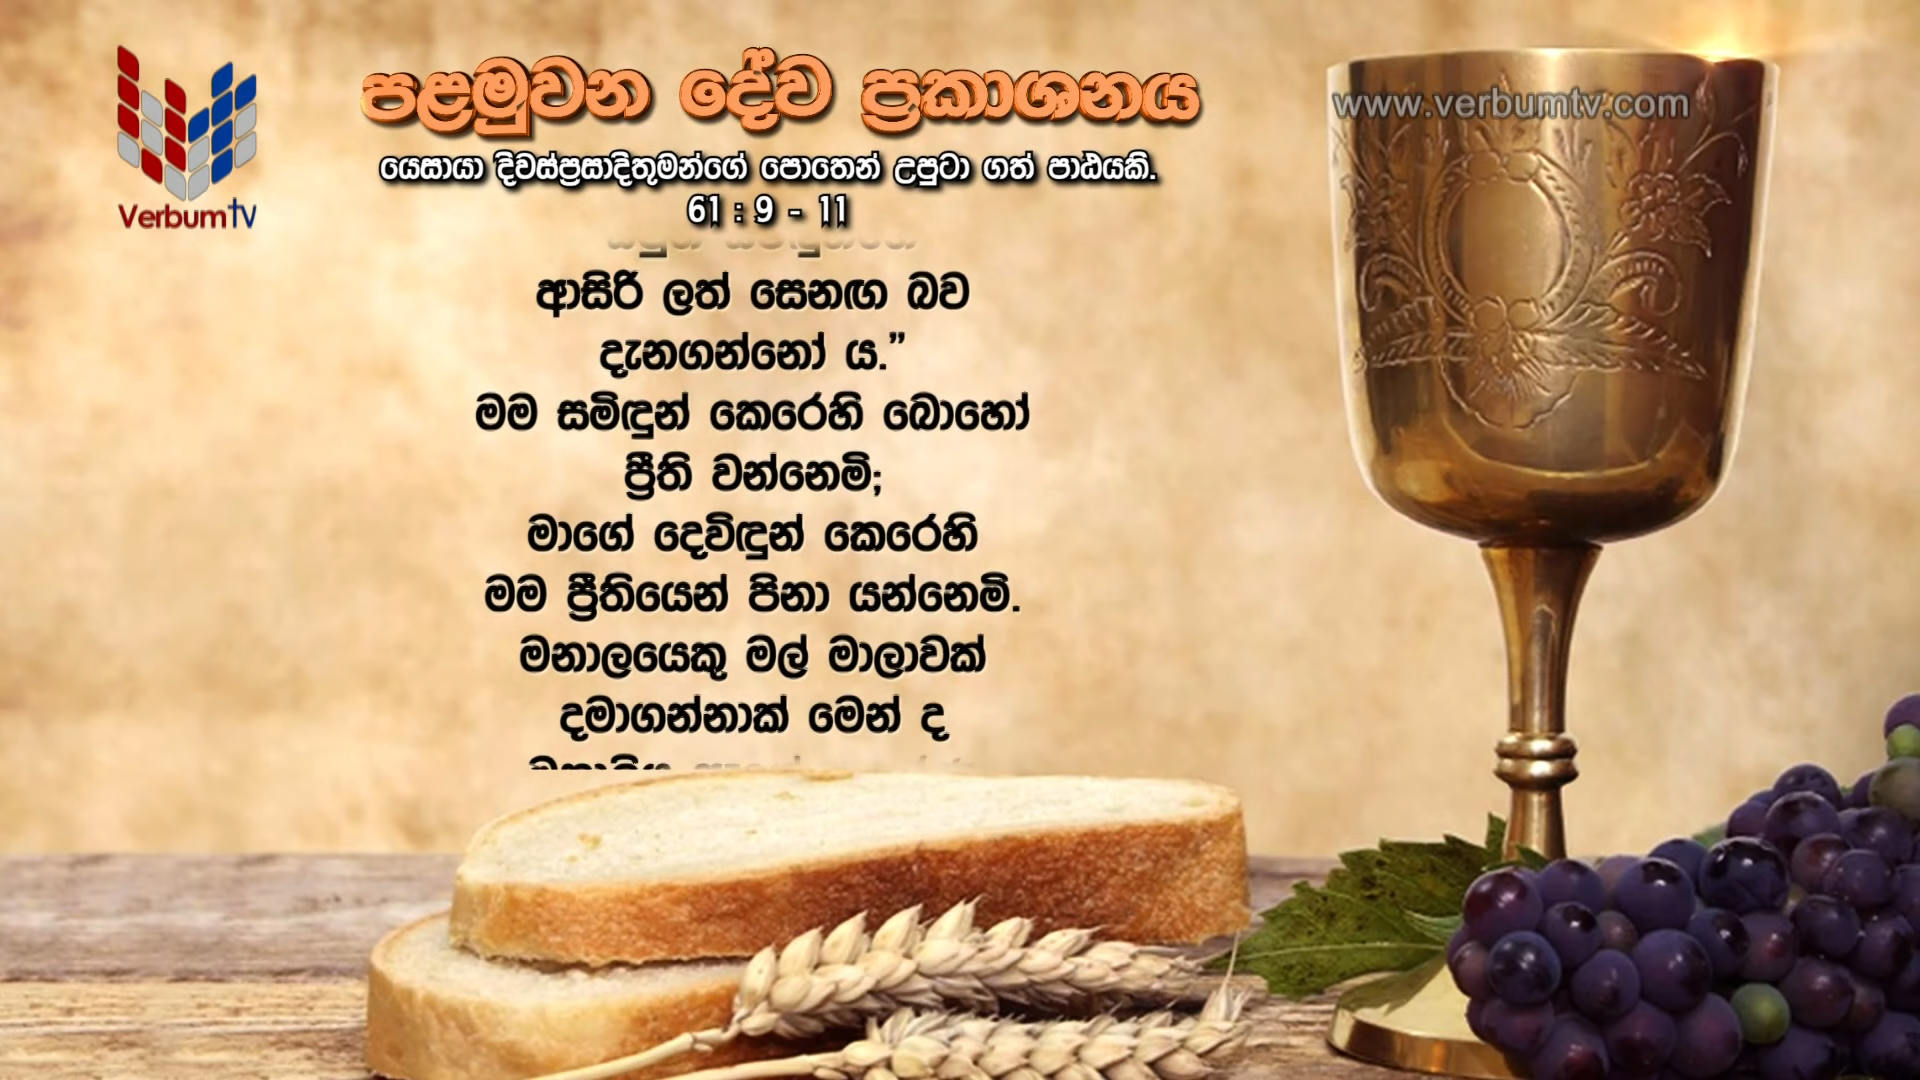 පළමුවන දේව ප්‍රකාශනය
www.verbumtv.com
යෙසායා දිවස්ප්‍රසාදිතුමන්ගේ පොතෙන් උපුටා ගත් පාඨයකි.
61 : 9 - 11
VerbumTV
ආසිරි ලත් සෙනඟ බව
දැනගන්නෝ ය.”
මම සමිඳුන් කෙරෙහි බොහෝ
ප්‍රීති වන්නෙමි;
මාගේ දෙවිඳුන් කෙරෙහි
මම ප්‍රීතියෙන් පිනා යන්නෙමි.
මනාලයෙකු මල් මාලාවක්
දමාගන්නාක් මෙන් ද